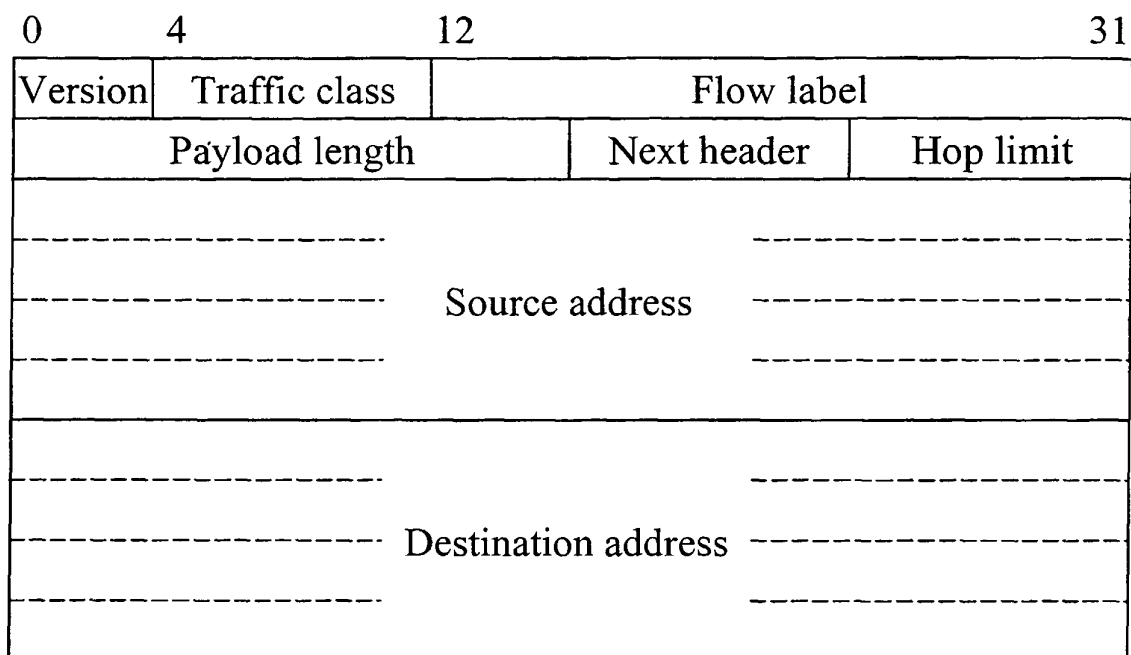 0 4 12 31
Version Traffic class Flow label
Payload length Next header Hop limit
Source address
Destination address